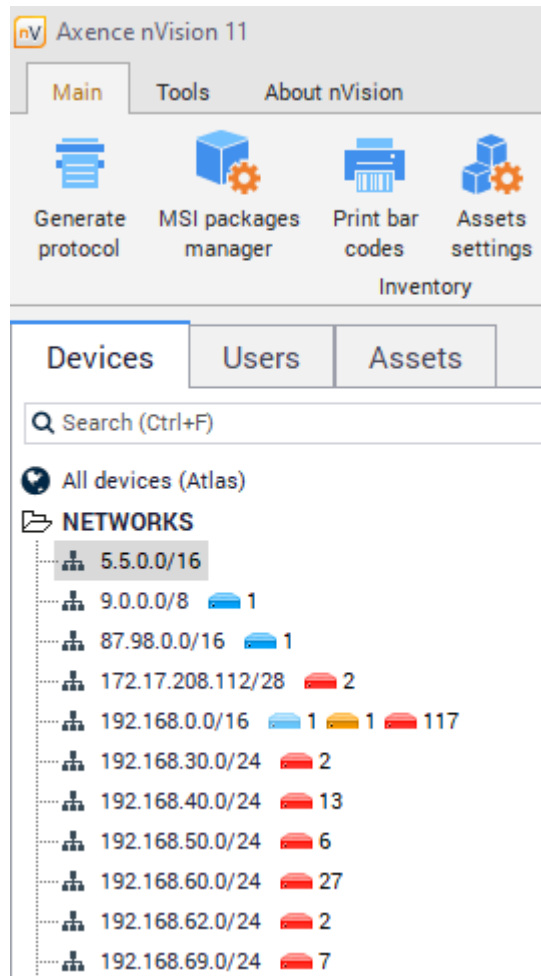 nV Axence nVision 11
Main Tools About nVision
Generate protocol MSI packages manager Print bar codes Assets settings
Inventory
Devices Users Assets
Search (Ctrl+F)
All devices (Atlas)
NETWORKS
5.5.0.0/16
9.0.0.0/8 1
87.98.0.0/16 1
172.17.208.112/28 2
192.168.0.0/16 1 1 117
192.168.30.0/24 2
192.168.40.0/24 13
192.168.50.0/24 6
192.168.60.0/24 27
192.168.62.0/24 2
192.168.69.0/24 7